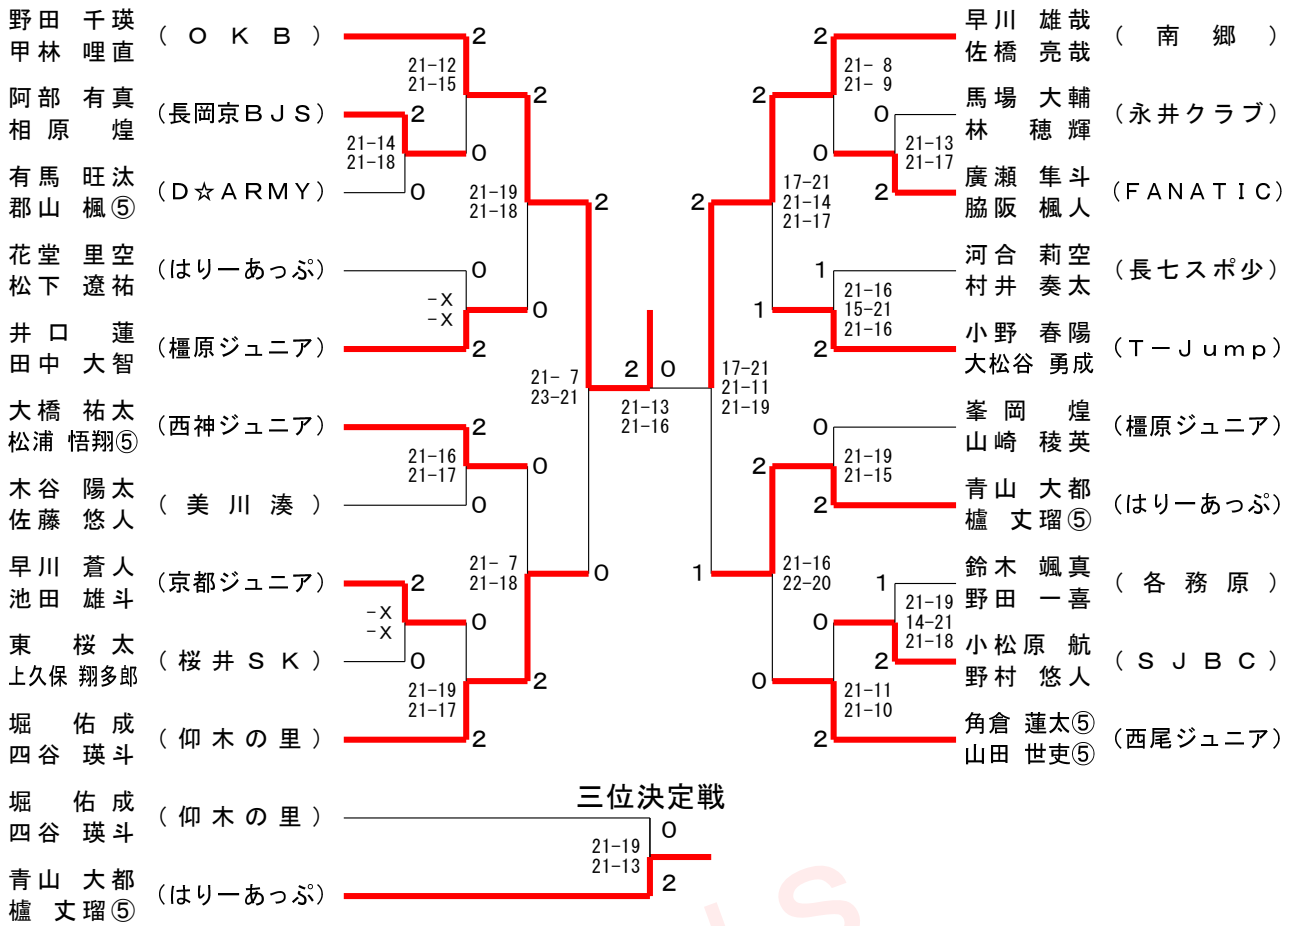 野田 千瑛
甲林 哩直
（ＯＫＢ）
2
21-12
21-15
2
阿部 有真
相原 煌
（長岡京ＢＪＳ）
2
21-14
21-18
0
有馬 旺汰
郡山 楓⑤
（Ｄ☆ＡＲＭＹ）
0
21-19
21-18
2
花堂 里空
松下 遼祐
（はりーあっぷ）
0
-X
-X
0
井口 蓮
田中 大智
（橿原ジュニア）
2
21- 7
23-21
大橋 祐太
松浦 悟翔⑤
（西神ジュニア）
2
21-16
21-17
0
木谷 陽太
佐藤 悠人
（美川湊）
0
早川 蒼人
池田 雄斗
（京都ジュニア）
2
-X
-X
0
21- 7
21-18
0
東 桜太
上久保 翔多郎
（桜井ＳＫ）
0
21-19
21-17
2
堀 佑成
四谷 瑛斗
（仰木の里）
2
2 0
21-13
21-16
早川 雄哉
佐橋 亮哉
（南郷）
2
21- 8
21- 9
2
馬場 大輔
林 穂輝
（永井クラブ）
0
21-13
21-17
0
廣瀬 隼斗
脇阪 楓人
（ＦＡＮＡＴＩＣ）
2
17-21
21-14
21-17
2
河合 莉空
村井 奏太
（長七スポ少）
1
21-16
15-21
21-16
1
小野 春陽
大松谷 勇成
（Ｔ－Ｊｕｍｐ）
2
17-21
21-11
21-19
峯岡 煌
山崎 稜英
（橿原ジュニア）
0
21-19
21-15
2
青山 大都
櫨 丈瑠⑤
（はりーあっぷ）
2
21-16
22-20
1
鈴木 颯真
野田 一喜
（各務原）
1
21-19
14-21
21-18
0
小松原 航
野村 悠人
（ＳＪＢＣ）
2
21-11
21-10
0
角倉 蓮太⑤
山田 世吏⑤
（西尾ジュニア）
2
三位決定戦
堀 佑成
四谷 瑛斗
（仰木の里）
0
21-19
21-13
青山 大都
櫨 丈瑠⑤
（はりーあっぷ）
2